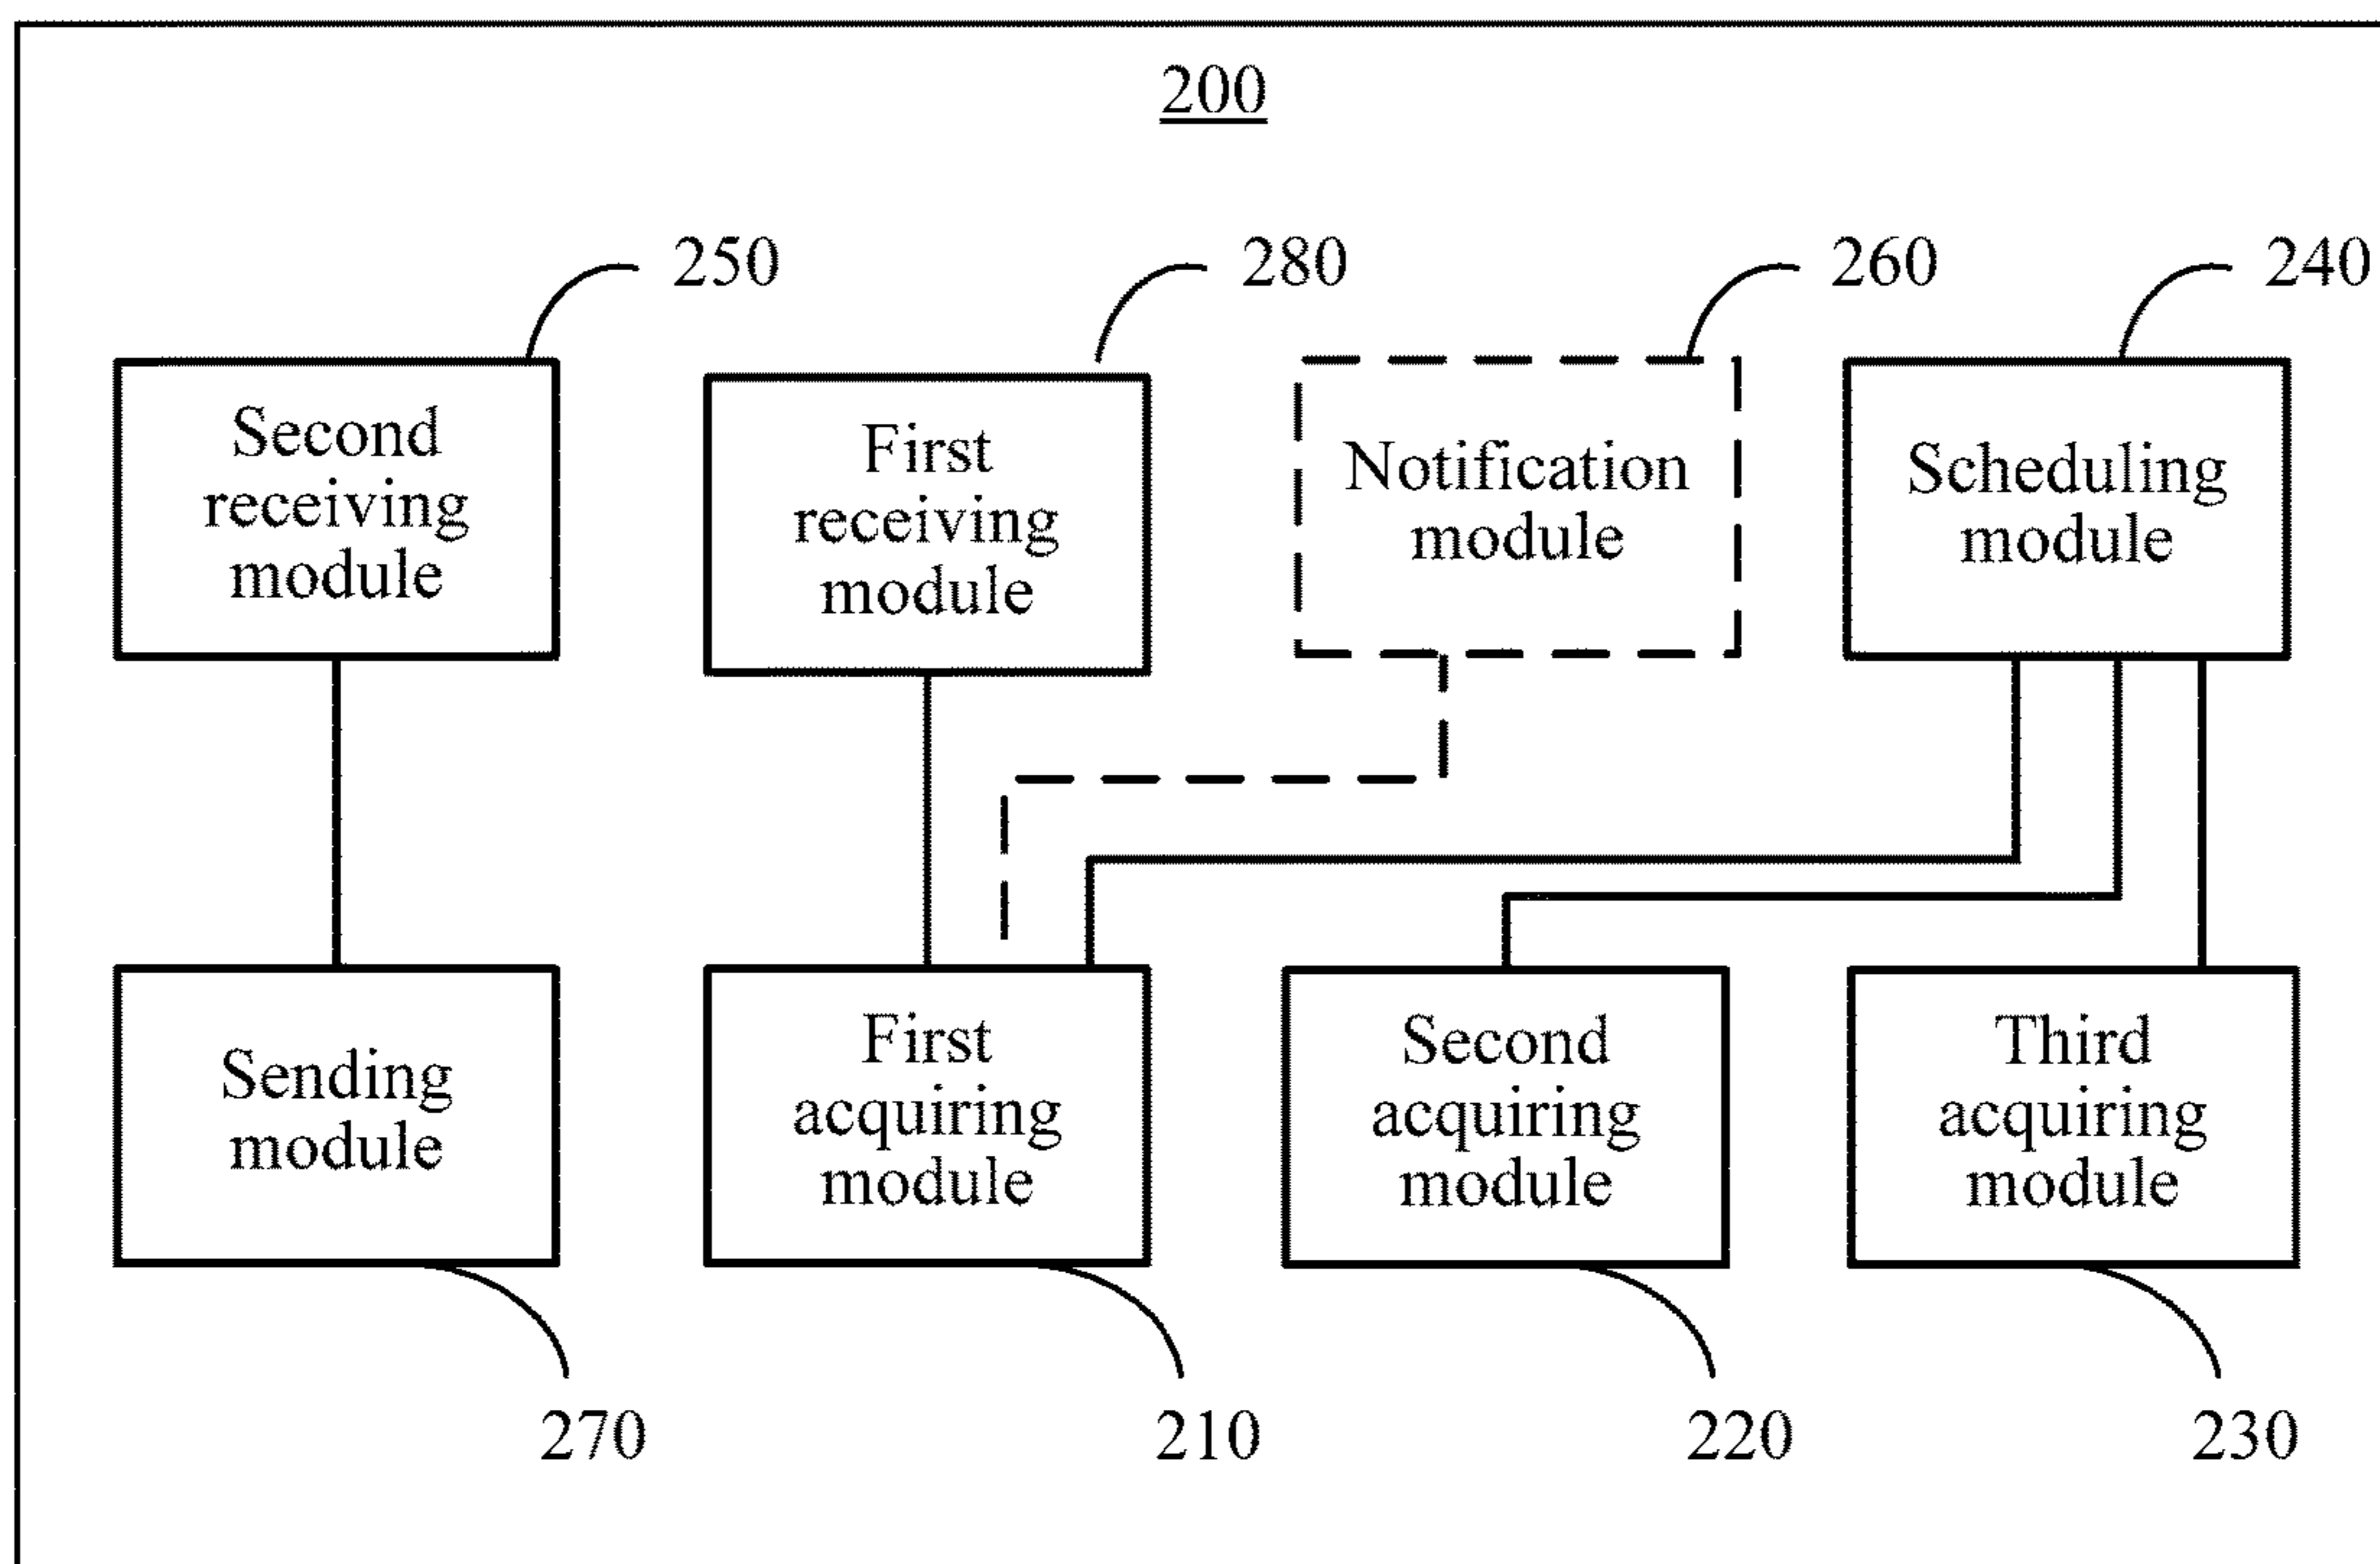 200
250
280
260
240
Second
receiving
module
First
receiving
module
Notification
module
Scheduling
module
Sending
module
First
acquiring
module
Second
acquiring
module
Third
acquiring
module
270
210
220
230